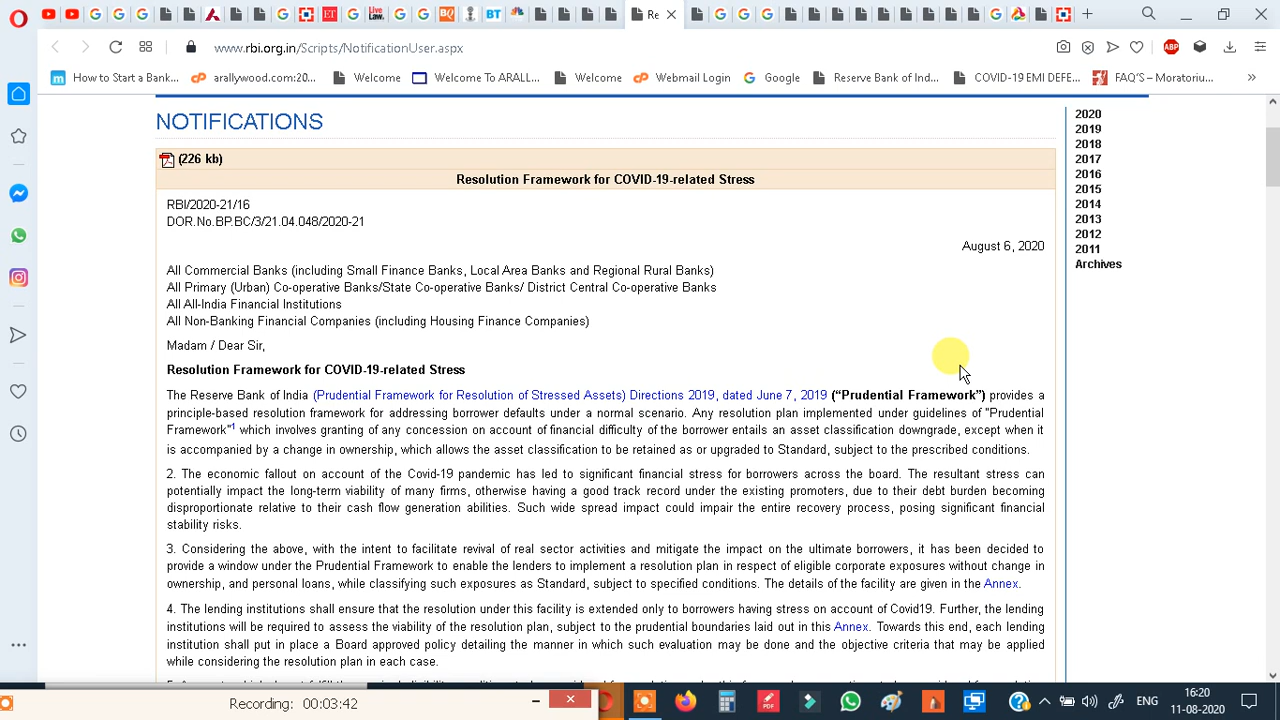 Re
www.rbi.org.in/Scripts/NotificationUser.aspx
How to Start a Bank...
arallywood.com:20...
Welcome
Welcome To ARALL...
Welcome
Webmail Login
Google
Reserve Bank of Ind...
COVID-19 EMI DEFE...
FAQ'S – Moratoriu...
NOTIFICATIONS
(226 kb)
Resolution Framework for COVID-19-related Stress
RBI/2020-21/16
DOR.No.BP.BC/3/21.04.048/2020-21
August 6, 2020
All Commercial Banks (including Small Finance Banks, Local Area Banks and Regional Rural Banks)
All Primary (Urban) Co-operative Banks/State Co-operative Banks/ District Central Co-operative Banks
All All-India Financial Institutions
All Non-Banking Financial Companies (including Housing Finance Companies)
Madam / Dear Sir,
Resolution Framework for COVID-19-related Stress
The Reserve Bank of India (Prudential Framework for Resolution of Stressed Assets) Directions 2019, dated June 7, 2019 (“Prudential Framework”) provides a
principle-based resolution framework for addressing borrower defaults under a normal scenario. Any resolution plan implemented under guidelines of "Prudential
Framework"1 which involves granting of any concession on account of financial difficulty of the borrower entails an asset classification downgrade, except when it
is accompanied by a change in ownership, which allows the asset classification to be retained as or upgraded to Standard, subject to the prescribed conditions.
2. The economic fallout on account of the Covid-19 pandemic has led to significant financial stress for borrowers across the board. The resultant stress can
potentially impact the long-term viability of many firms, otherwise having a good track record under the existing promoters, due to their debt burden becoming
disproportionate relative to their cash flow generation abilities. Such wide spread impact could impair the entire recovery process, posing significant financial
stability risks.
3. Considering the above, with the intent to facilitate revival of real sector activities and mitigate the impact on the ultimate borrowers, it has been decided to
provide a window under the Prudential Framework to enable the lenders to implement a resolution plan in respect of eligible corporate exposures without change in
ownership, and personal loans, while classifying such exposures as Standard, subject to specified conditions. The details of the facility are given in the Annex.
4. The lending institutions shall ensure that the resolution under this facility is extended only to borrowers having stress on account of Covid19. Further, the lending
institutions will be required to assess the viability of the resolution plan, subject to the prudential boundaries laid out in this Annex. Towards this end, each lending
institution shall put in place a Board approved policy detailing the manner in which such evaluation may be done and the objective criteria that may be applied
while considering the resolution plan in each case.
2020
2019
2018
2017
2016
2015
2014
2013
2012
2011
Archives
Recording: 00:03:42
ENG
16:20
11-08-2020